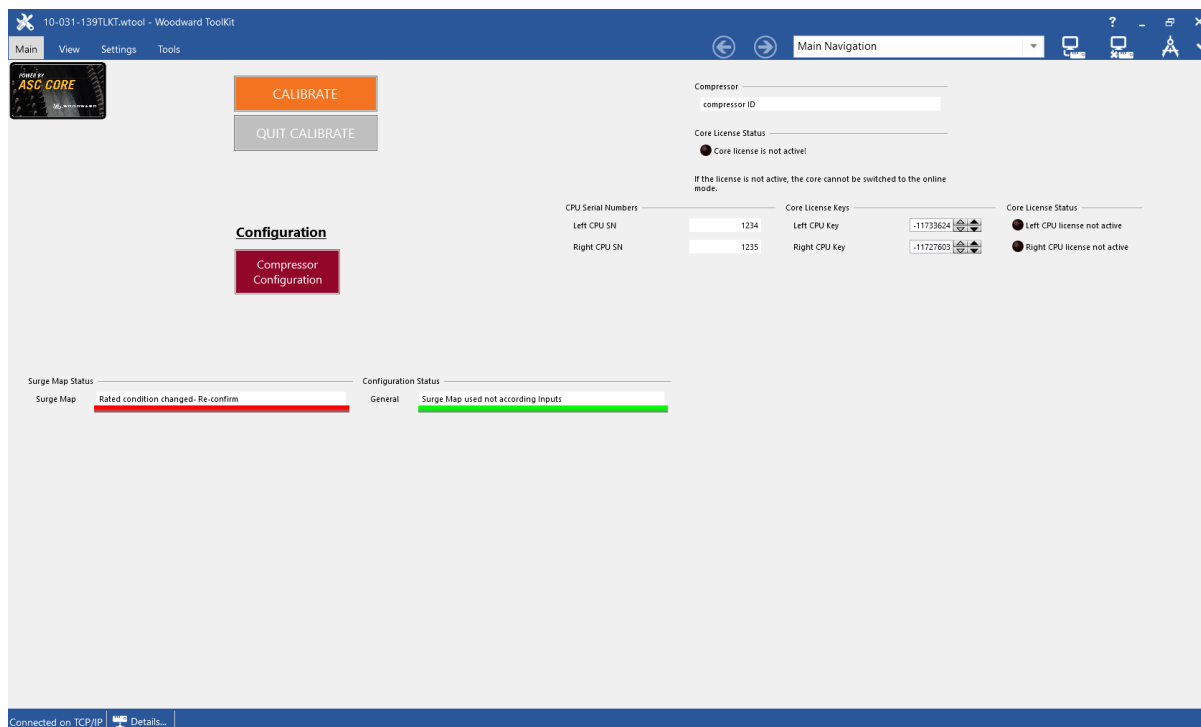 10-031-139TLKT.wtool - Woodward ToolKit
?
Main View Settings Tools
Main Navigation
POWER BY
ASC CORE
WOODWARD
CALIBRATE
QUIT CALIBRATE
Compressor
compressor ID
Core License Status
Core license is not active!
If the license is not active, the core cannot be switched to the online
mode.
CPU Serial Numbers Core License Keys Core License Status
Left CPU SN 1234 Left CPU Key -11733624 Left CPU license not active
Right CPU SN 1235 Right CPU Key -11727603 Right CPU license not active
Configuration
Compressor
Configuration
Surge Map Status Configuration Status
Surge Map Rated condition changed- Re-confirm General Surge Map used not according Inputs
Connected on TCP/IP Details...